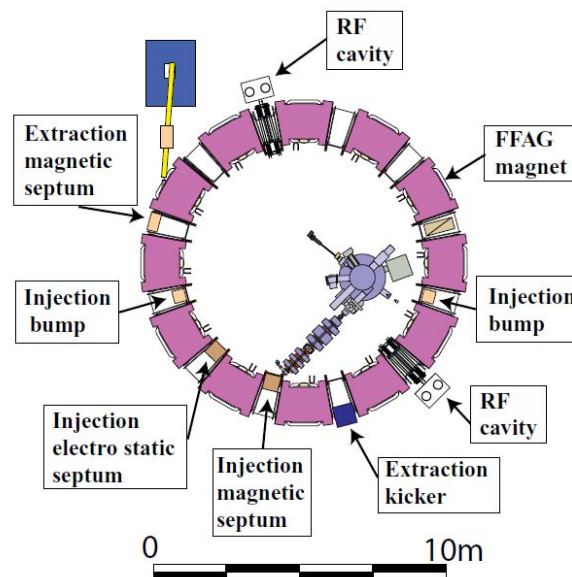 RF
cavity
Extraction
magnetic
septum
FFAG
magnet
Injection
bump
Injection
bump
Injection
electro static
septum
Injection
magnetic
septum
Extraction
kicker
RF
cavity
0
10m